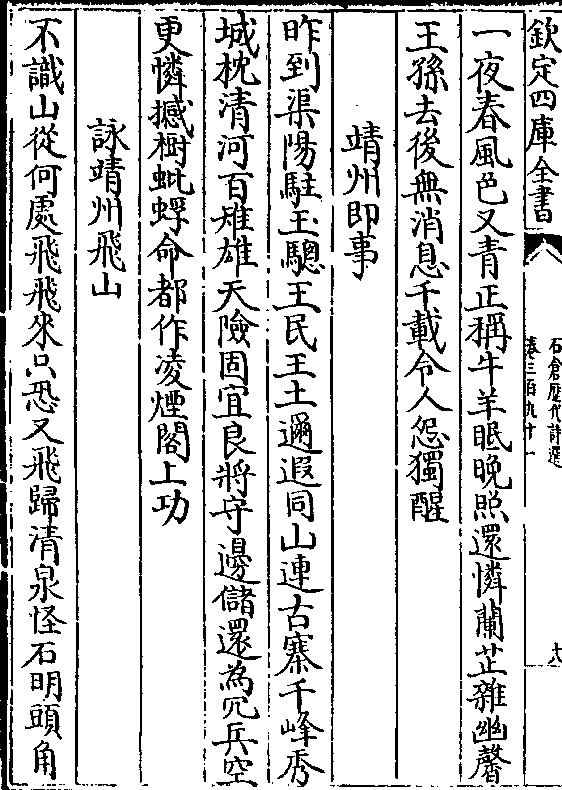 欽定四庫全書
石倉歷代詩選
卷三百九十一
十八
一夜春風色又青正稱牛羊眠晚照還憐蘭芷雜幽馨
王孫去後無消息千載令人怨獨醒
靖州即事
昨到渠陽駐玉驄王民王土邇遐同山連古寨千峰秀
城枕清河百雉雄天險固宜良將守邊儲還為冗兵空
更憐撼樹蚍蜉命都作凌煙閣上功
詠靖州飛山
不識山從何處飛飛來只恐又飛歸清泉怪石明頭角